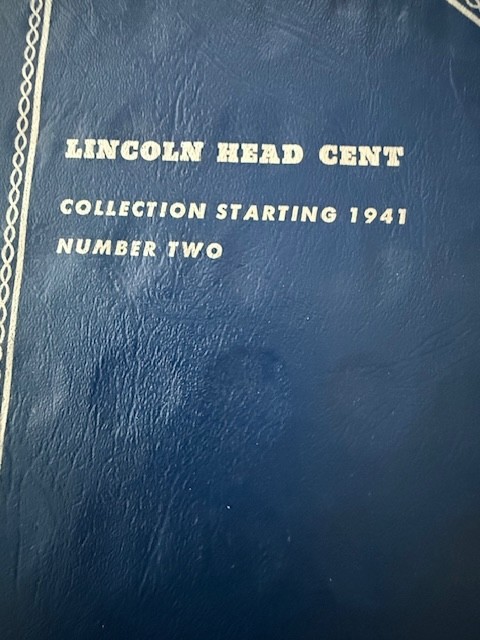 LINCOLN HEAD CENT
COLLECTION STARTING 1941
NUMBER TWO